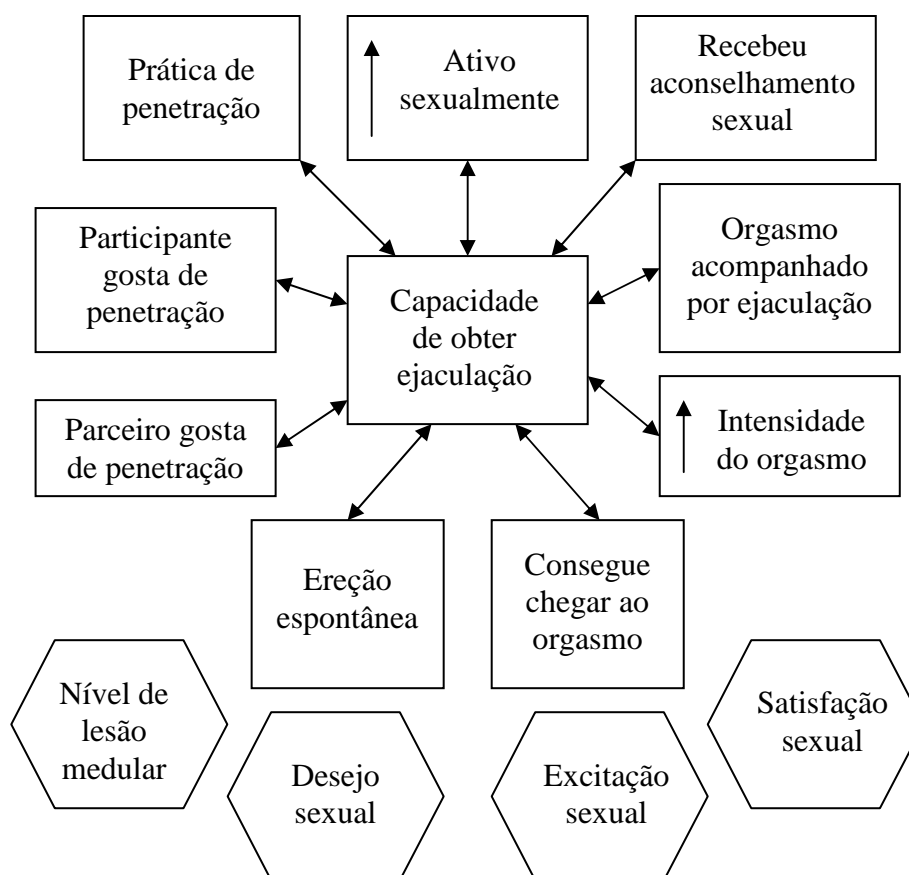 Prática de
penetração
Ativo
sexualmente
Recebeu
aconselhamento
sexual
Participante
gosta de
penetração
Capacidade
de obter
ejaculação
Orgasmo
acompanhado
por ejaculação
Parceiro gosta
de penetração
Intensidade
do orgasmo
Ereção
espontânea
Consegue
chegar ao
orgasmo
Nível de
lesão
medular
Desejo
sexual
Excitação
sexual
Satisfação
sexual